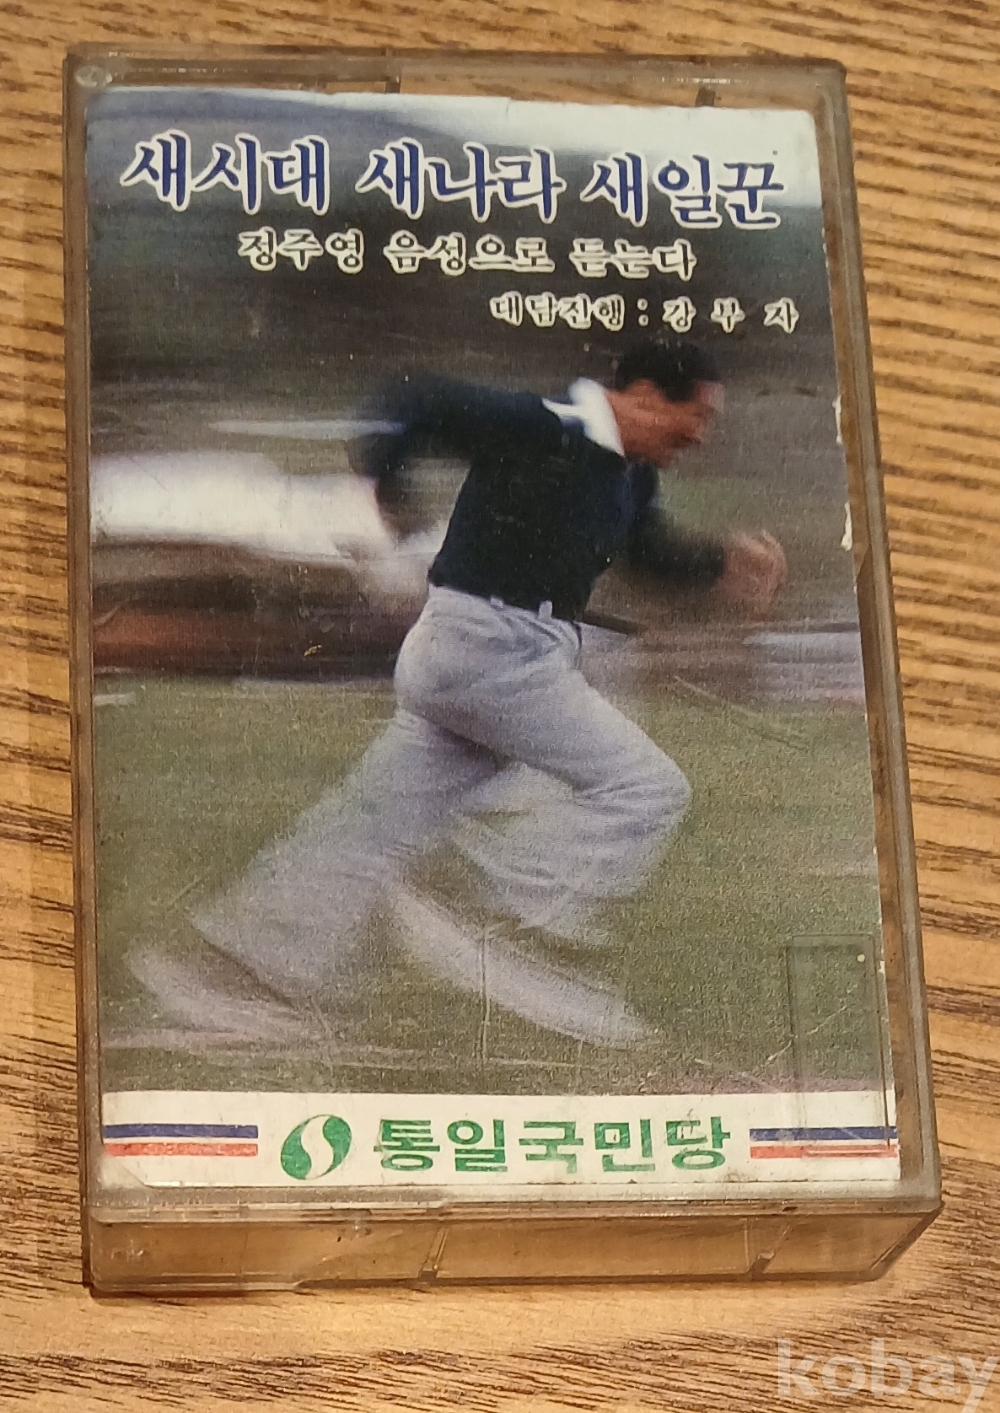 새시대 새나라 새일꾼
정주영 음성으로 듣는다
대담진행 : 강 부 자
통일국민당
kobay